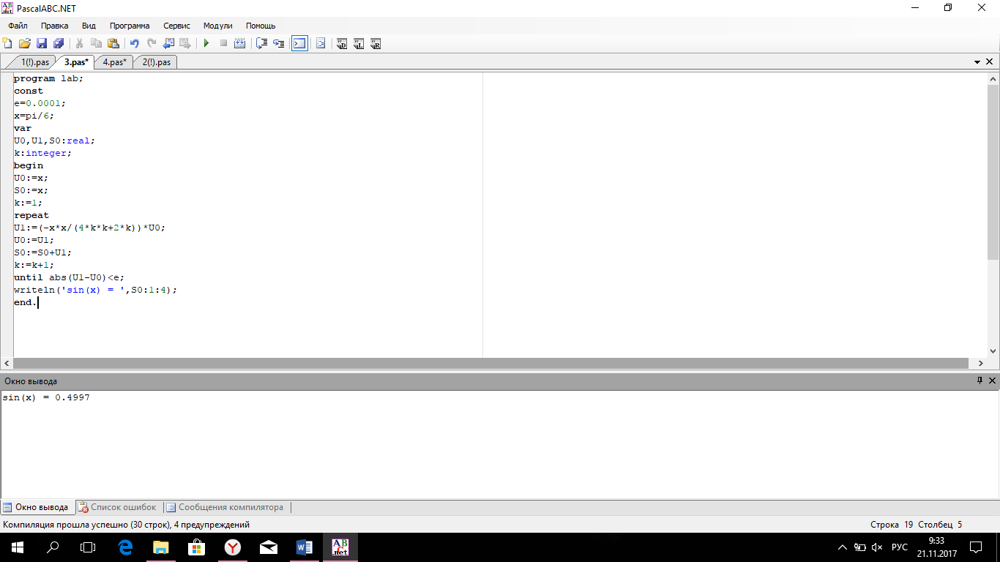 PascalABC.NET
Файл Правка Вид Программа Сервис Модули Помощь
1(!).pas 3.pas* 4.pas* 2(!).pas
program lab;
const
e=0.0001;
x=pi/6;
var
U0,U1,S0:real;
k:integer;
begin
U0:=x;
S0:=x;
k:=1;
repeat
U1:=(-x*x/(4*k*k+2*k))*U0;
U0:=U1;
S0:=S0+U1;
k:=k+1;
until abs(U1-U0)<e;
writeln('sin(x) = ',S0:1:4);
end.
Окно вывода
sin(x) = 0.4997
Окно вывода Список ошибок Сообщения компилятора
Компиляция прошла успешно (30 строк), 4 предупреждений Строка 19 Столбец 5
РУС 9:33
21.11.2017